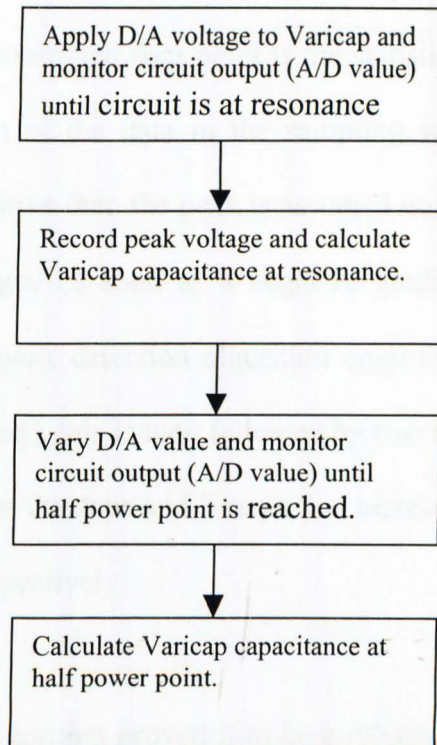 Apply D/A voltage to Varicap and
monitor circuit output (A/D value)
until circuit is at resonance
Record peak voltage and calculate
Varicap capacitance at resonance.
Vary D/A value and monitor
circuit output (A/D value) until
half power point is reached.
Calculate Varicap capacitance at
half power point.